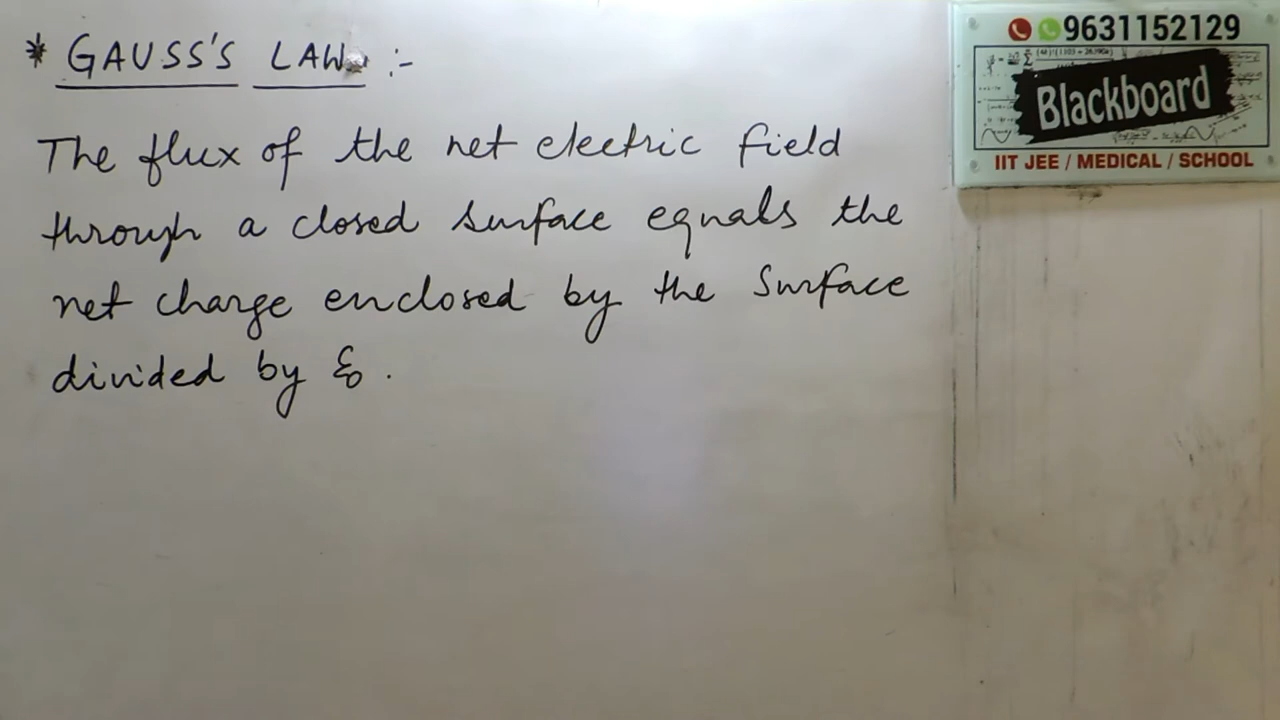 * GAUSS'S LAW :-
The flux of the net electric field
through a closed surface equals the
net charge enclosed by the surface
divided by ε₀ .
9631152129
Blackboard
IIT JEE / MEDICAL / SCHOOL